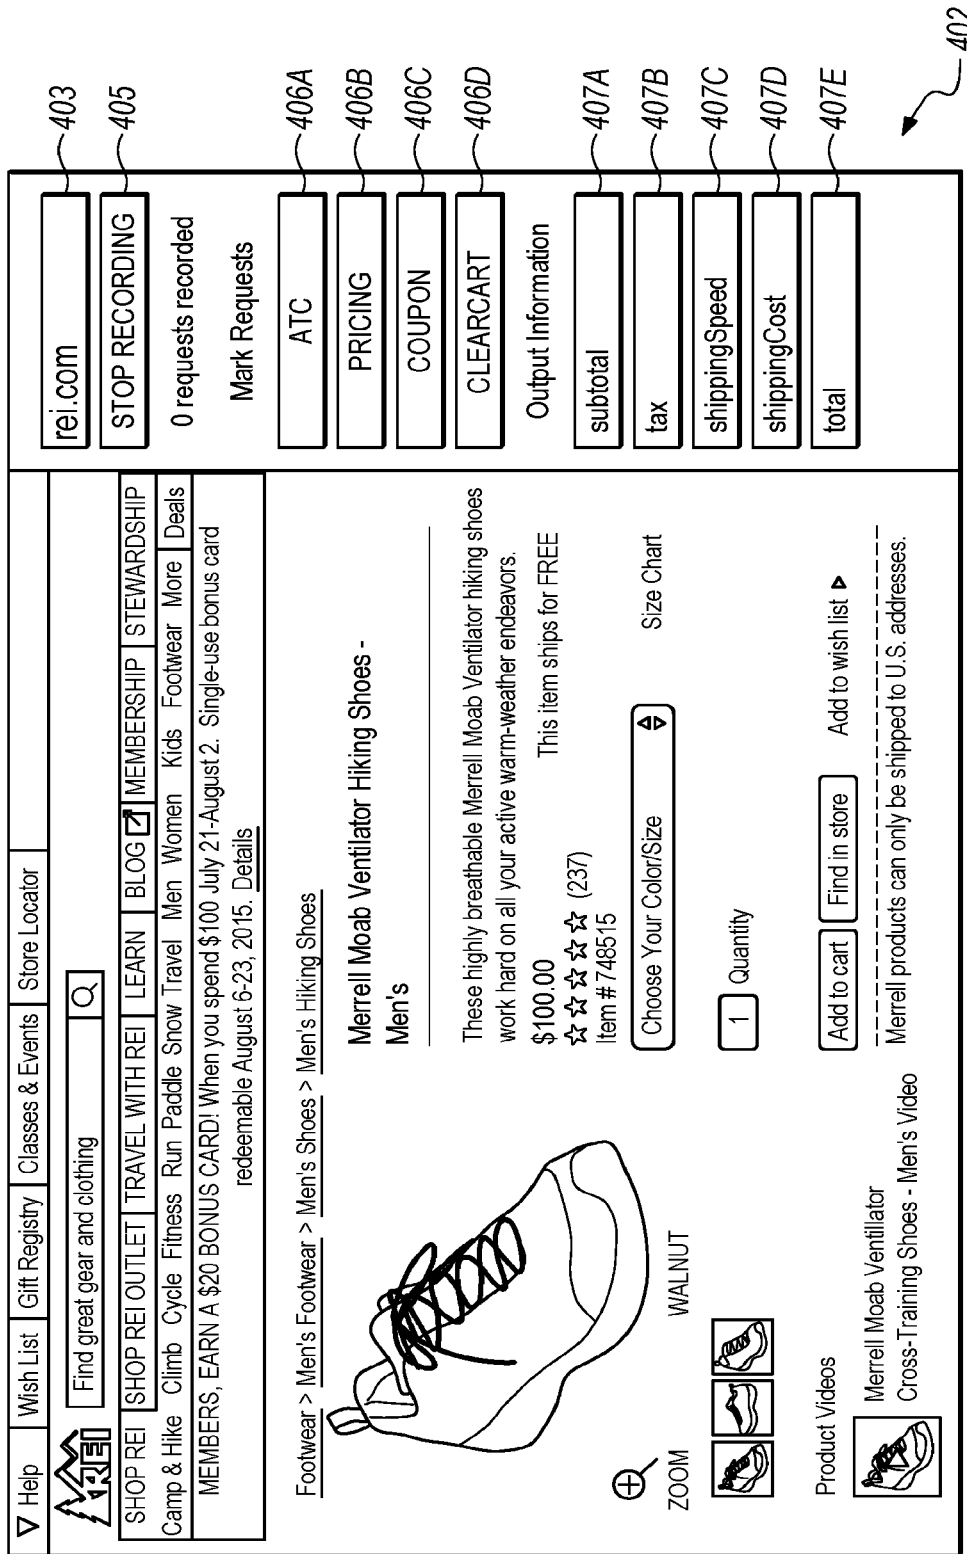 ▽ Help | Wish List | Gift Registry | Classes & Events | Store Locator
REI
Find great gear and clothing
SHOP REI | SHOP REI OUTLET | TRAVEL WITH REI | LEARN | BLOG | MEMBERSHIP | STEWARDSHIP
Camp & Hike Climb Cycle Fitness Run Paddle Snow Travel Men Women Kids Footwear More | Deals
MEMBERS, EARN A $20 BONUS CARD! When you spend $100 July 21-August 2. Single-use bonus card
redeemable August 6-23, 2015. Details
Footwear > Men's Footwear > Men's Shoes > Men's Hiking Shoes
Merrell Moab Ventilator Hiking Shoes -
Men's
These highly breathable Merrell Moab Ventilator hiking shoes
work hard on all your active warm-weather endeavors.
$100.00 This item ships for FREE
☆☆☆☆☆ (237)
Item # 748515
Choose Your Color/Size Size Chart
1 Quantity
Add to cart Find in store Add to wish list ▷
Merrell products can only be shipped to U.S. addresses.
ZOOM WALNUT
Product Videos
Merrell Moab Ventillator
Cross-Training Shoes - Men's Video
rei.com 403
STOP RECORDING 405
0 requests recorded
Mark Requests
ATC 406A
PRICING 406B
COUPON 406C
CLEARCART 406D
Output Information
subtotal 407A
tax 407B
shippingSpeed 407C
shippingCost 407D
total 407E
402